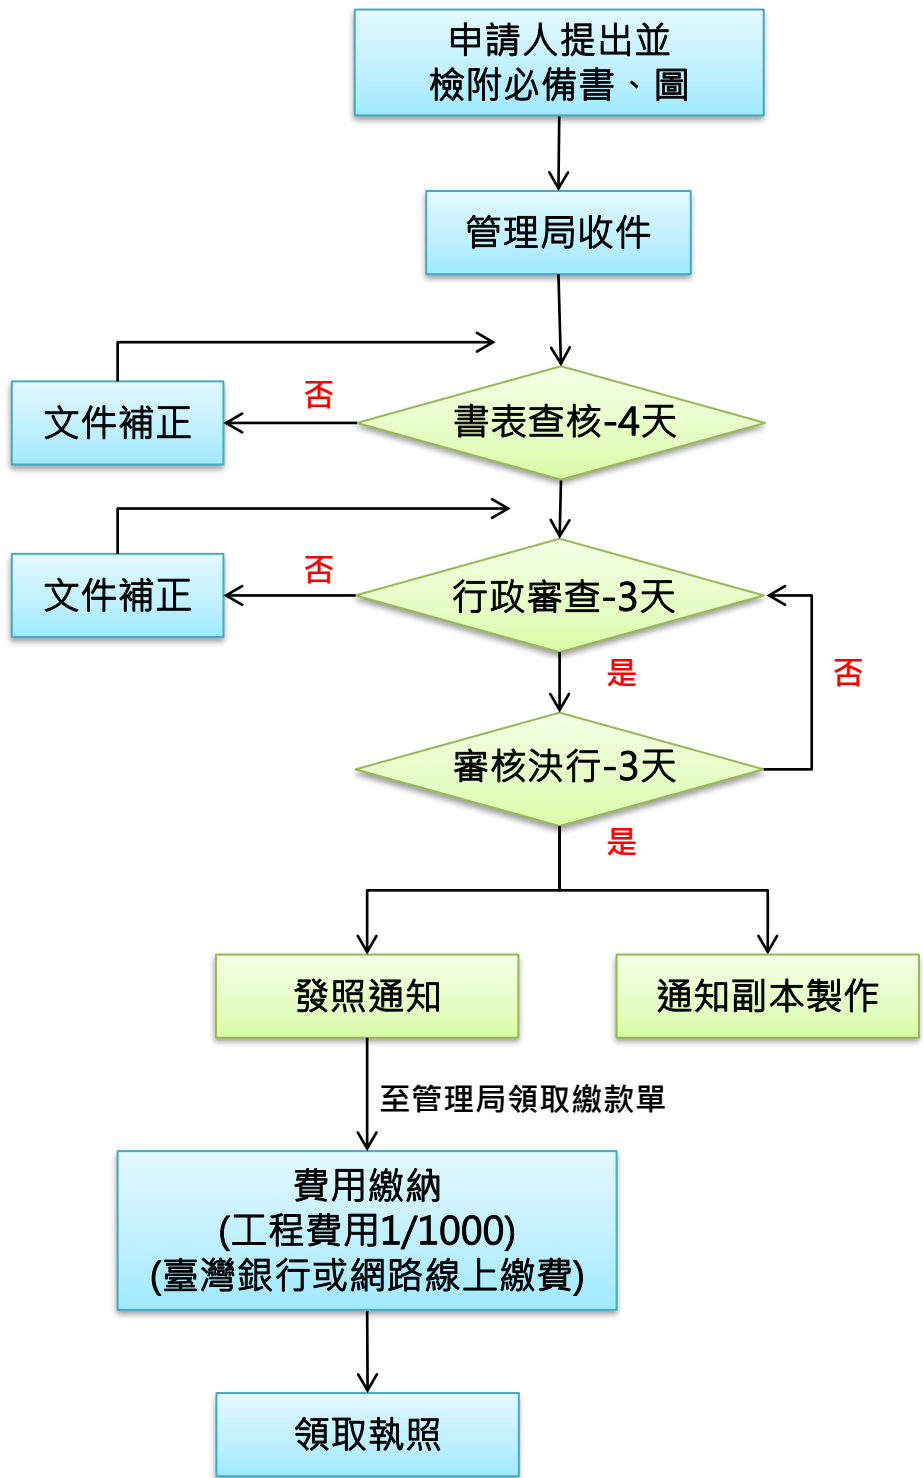 申請人提出並
檢附必備書、圖
管理局收件
否
文件補正
書表查核-4天
否
文件補正
行政審查-3天
是
否
審核決行-3天
是
發照通知
通知副本製作
至管理局領取繳款單
費用繳納
(工程費用1/1000)
(臺灣銀行或網路線上繳費)
領取執照